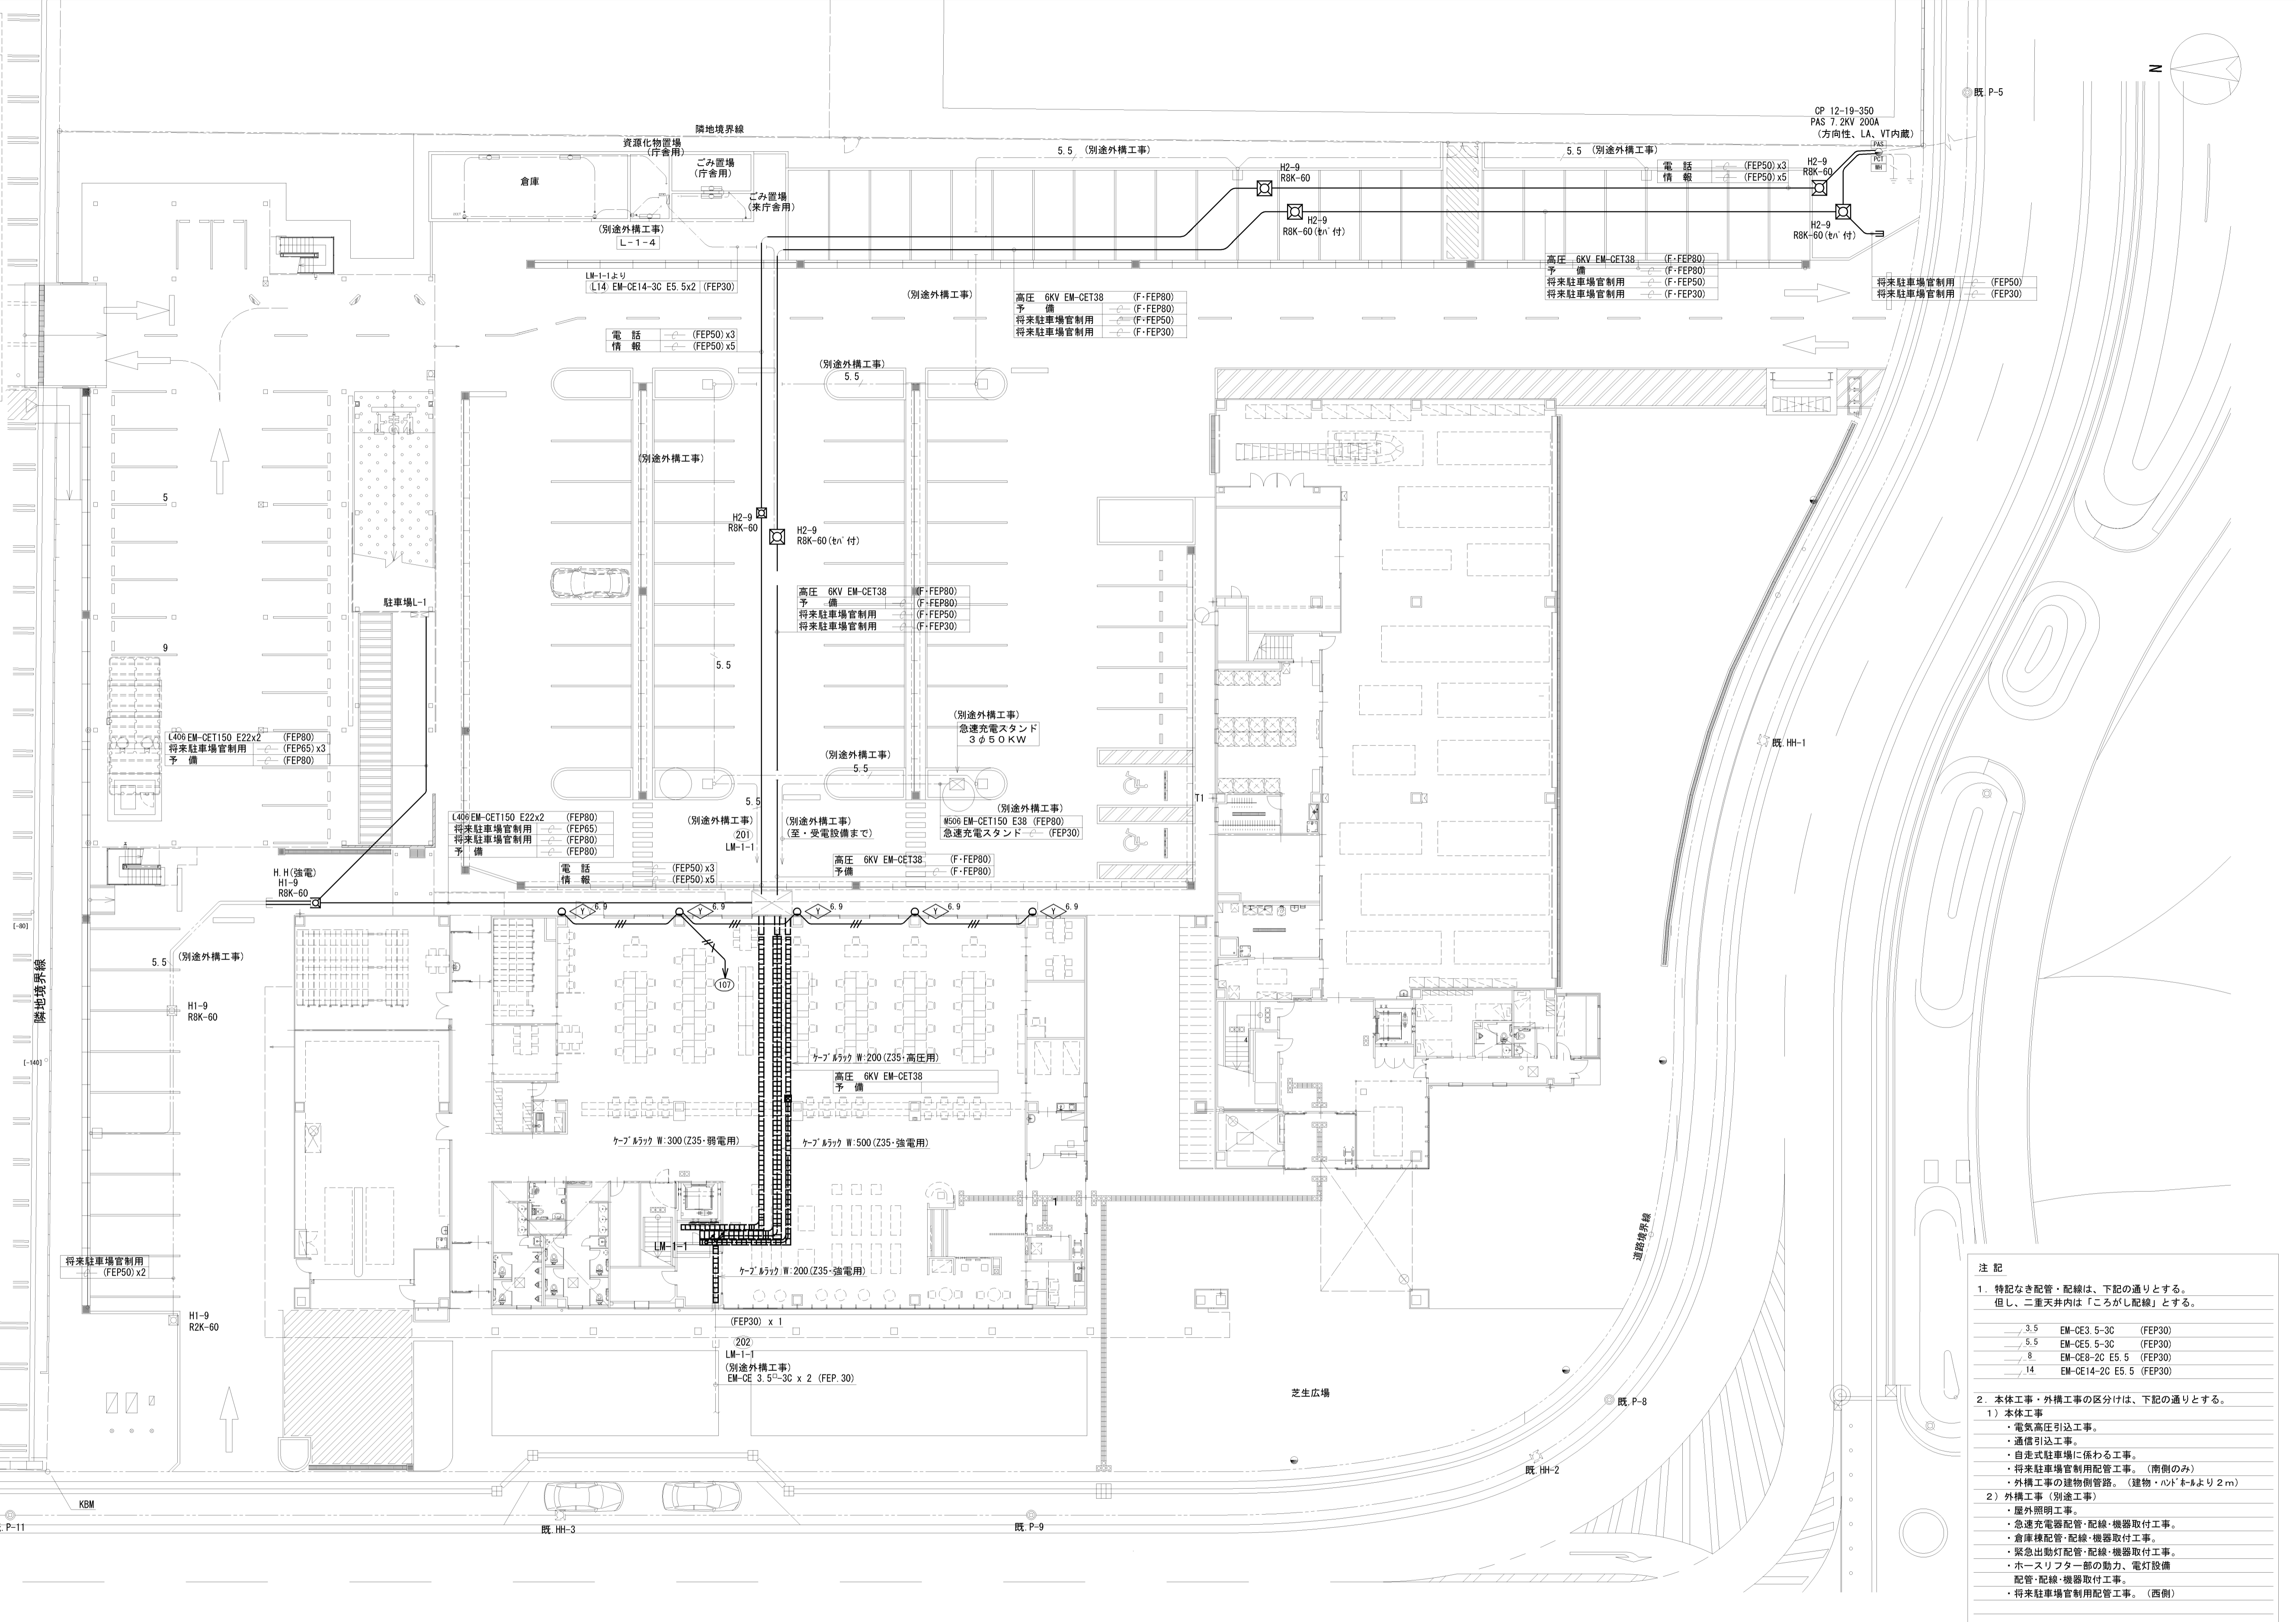 N
既.P-5
CP 12-19-350
PAS 7.2KV 200A
(方向性、LA、VT内蔵)
PAS
PCT
WH
隣地境界線
資源化物置場
(庁舎用)
ごみ置場
(庁舎用)
倉庫
ごみ置場
(来庁舎用)
5.5 (別途外構工事)
5.5 (別途外構工事)
H2-9
R8K-60
電 話 (FEP50)x3
情 報 (FEP50)x5
H2-9
R8K-60
H2-9
R8K-60(ｾﾊﾟ付)
H2-9
R8K-60(ｾﾊﾟ付)
(別途外構工事)
L-1-4
LM-1-1より
(L14) EM-CE14-3C E5.5x2 (FEP30)
(別途外構工事)
高圧 6KV EM-CET38 (F･FEP80)
予 備 (F･FEP80)
将来駐車場官制用 (F･FEP50)
将来駐車場官制用 (F･FEP30)
高圧 6KV EM-CET38 (F･FEP80)
予 備 (F･FEP80)
将来駐車場官制用 (F･FEP50)
将来駐車場官制用 (F･FEP30)
将来駐車場官制用 (FEP50)
将来駐車場官制用 (FEP30)
電 話 (FEP50)x3
情 報 (FEP50)x5
(別途外構工事)
5.5
(別途外構工事)
5
H2-9
R8K-60
H2-9
R8K-60(ｾﾊﾟ付)
駐車場L-1
高圧 6KV EM-CET38 (F･FEP80)
予 備 (F･FEP80)
将来駐車場官制用 (F･FEP50)
将来駐車場官制用 (F･FEP30)
9
5.5
L406 EM-CET150 E22x2 (FEP80)
将来駐車場官制用 (FEP65)x3
予 備 (FEP80)
(別途外構工事)
急速充電スタンド
3φ50KW
(別途外構工事)
5.5
既.HH-1
T1
5.5
L406 EM-CET150 E22x2 (FEP80)
将来駐車場官制用 (FEP65)
将来駐車場官制用 (FEP80)
予 備 (FEP80)
(別途外構工事)
201
LM-1-1
(別途外構工事)
(至・受電設備まで)
(別途外構工事)
M506 EM-CET150 E38 (FEP80)
急速充電スタンド (FEP30)
電 話 (FEP50)x3
情 報 (FEP50)x5
高圧 6KV EM-CET38 (F･FEP80)
予備 (F･FEP80)
H.H(強電)
H1-9
R8K-60
Y 6.9
Y 6.9
Y 6.9
Y 6.9
Y 6.9
[-80]
隣地境界線
5.5
(別途外構工事)
107
H1-9
R8K-60
[-140]
ｹｰﾌﾞﾙﾗｯｸ W:200(Z35･高圧用)
高圧 6KV EM-CET38
予 備
ｹｰﾌﾞﾙﾗｯｸ W:300(Z35･弱電用)
ｹｰﾌﾞﾙﾗｯｸ W:500(Z35･強電用)
4
1
LM-1-1
ｹｰﾌﾞﾙﾗｯｸ W:200(Z35･強電用)
将来駐車場官制用
(FEP50)x2
H1-9
R2K-60
(FEP30) x 1
202
LM-1-1
(別途外構工事)
EM-CE 3.5□-3C x 2 (FEP.30)
道路境界線
芝生広場
既.P-8
既.HH-2
KBM
既.P-11
既.HH-3
既.P-9
注 記
1. 特記なき配管・配線は、下記の通りとする。
但し、二重天井内は「ころがし配線」とする。
3.5 EM-CE3.5-3C (FEP30)
5.5 EM-CE5.5-3C (FEP30)
8 EM-CE8-2C E5.5 (FEP30)
14 EM-CE14-2C E5.5 (FEP30)
2. 本体工事・外構工事の区分けは、下記の通りとする。
1) 本体工事
・電気高圧引込工事。
・通信引込工事。
・自走式駐車場に係わる工事。
・将来駐車場官制用配管工事。(南側のみ)
・外構工事の建物側管路。(建物・ﾊﾝﾄﾞﾎｰﾙより2m)
2) 外構工事(別途工事)
・屋外照明工事。
・急速充電器配管･配線･機器取付工事。
・倉庫棟配管･配線･機器取付工事。
・緊急出動灯配管･配線･機器取付工事。
・ホースリフター部の動力、電灯設備
配管･配線･機器取付工事。
・将来駐車場官制用配管工事。(西側)